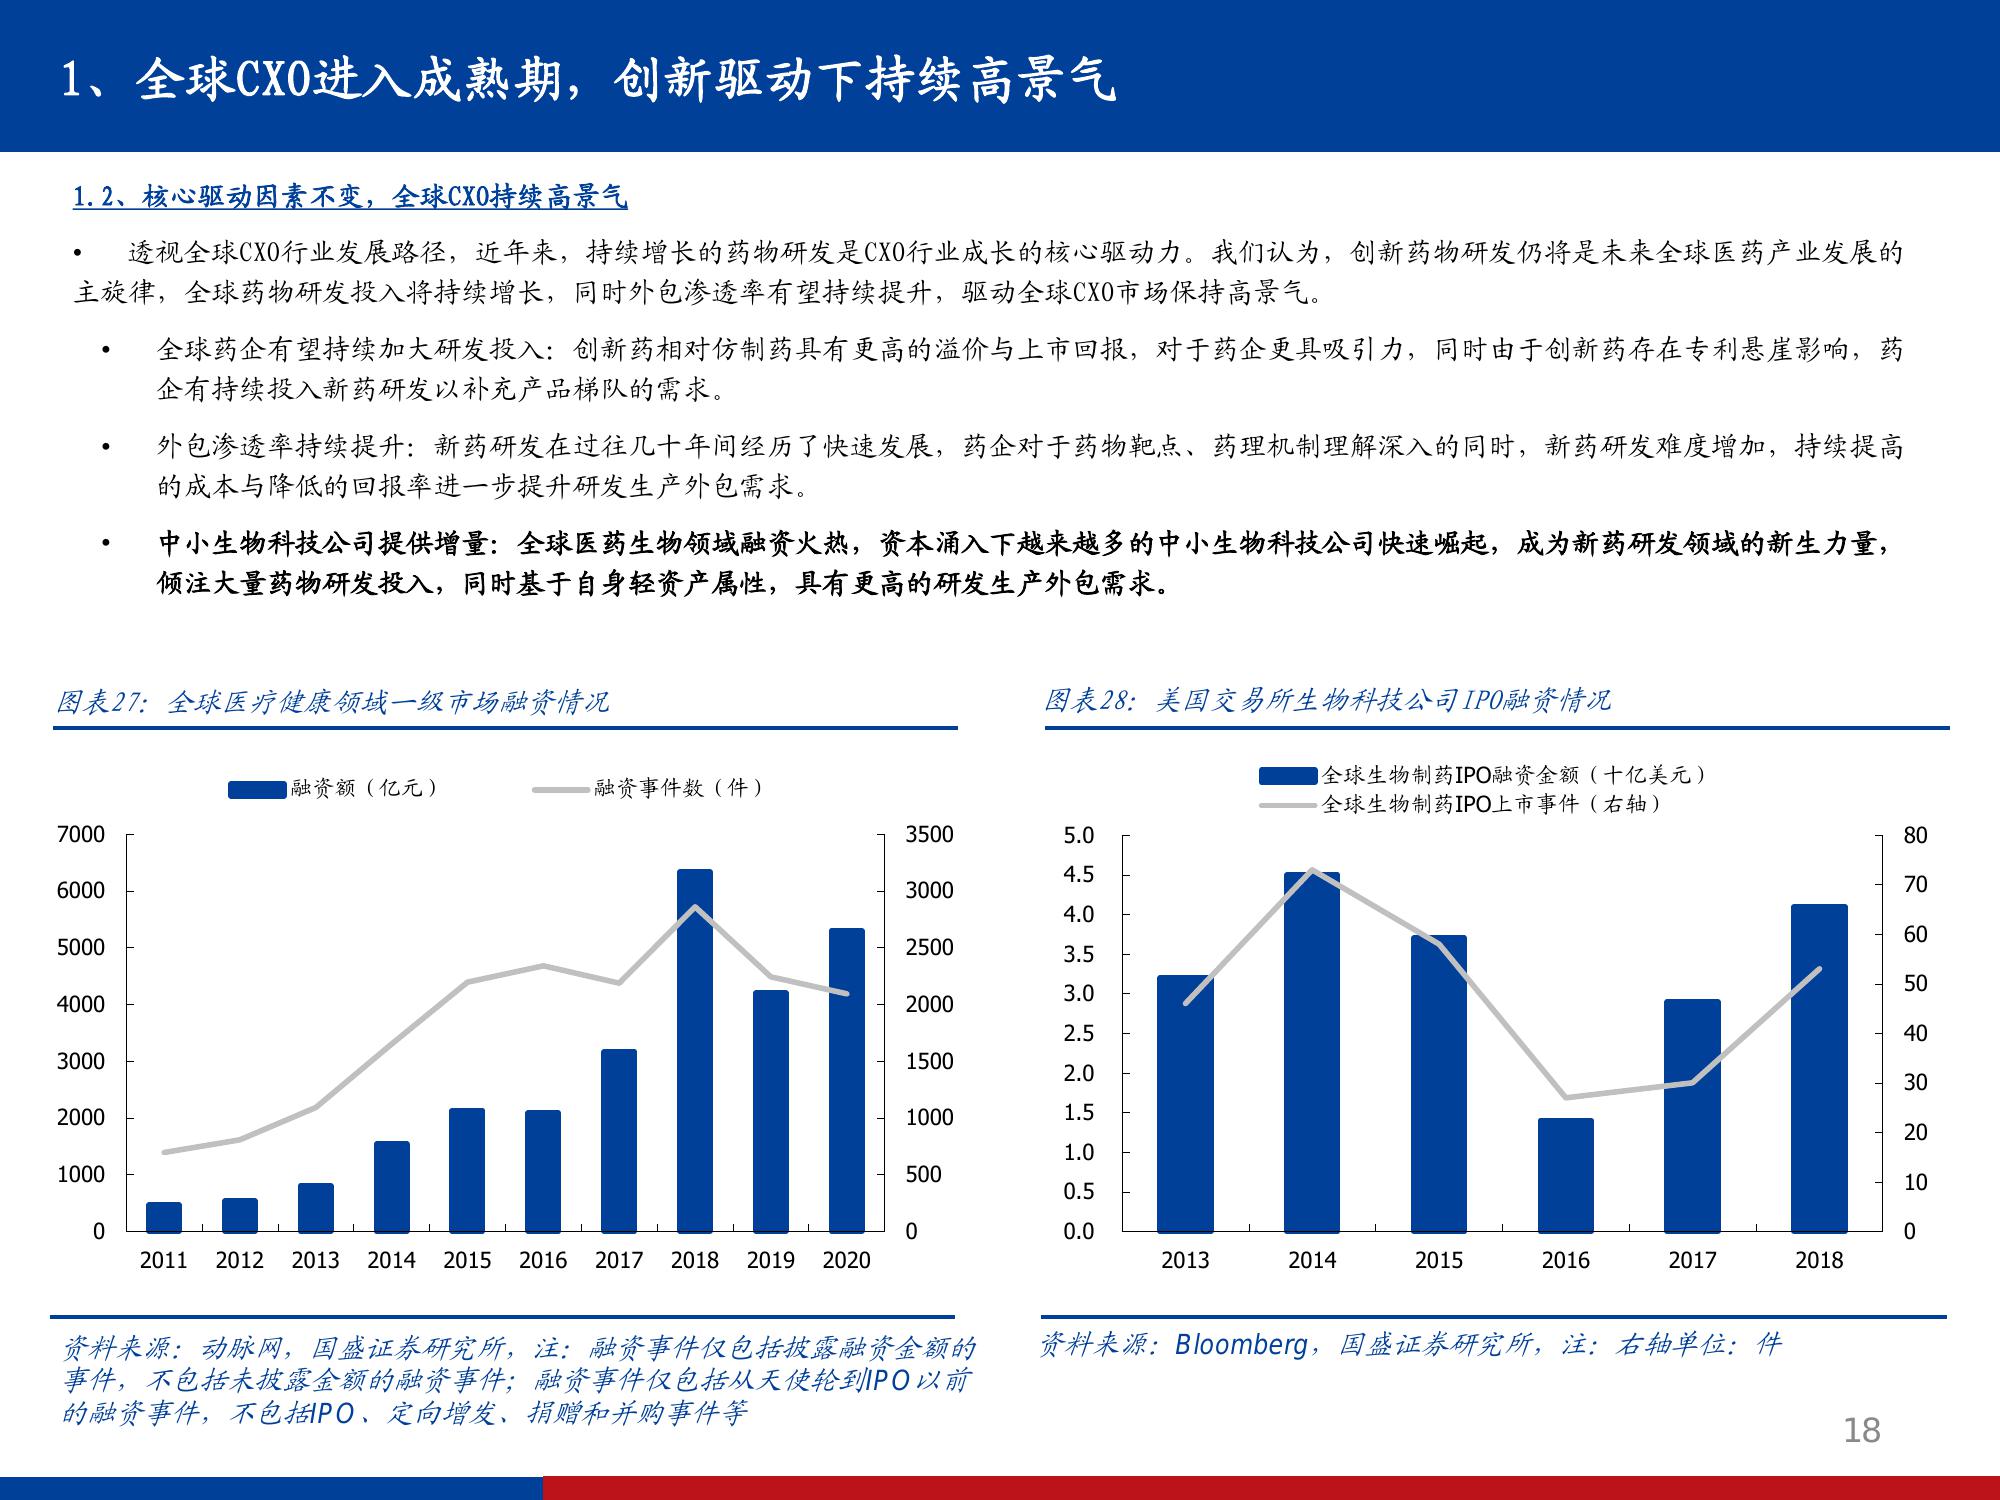 1、全球CXO进入成熟期，创新驱动下持续高景气
1.2、核心驱动因素不变，全球CXO持续高景气
• 透视全球CXO行业发展路径，近年来，持续增长的药物研发是CXO行业成长的核心驱动力。我们认为，创新药物研发仍将是未来全球医药产业发展的
主旋律，全球药物研发投入将持续增长，同时外包渗透率有望持续提升，驱动全球CXO市场保持高景气。
• 全球药企有望持续加大研发投入：创新药相对仿制药具有更高的溢价与上市回报，对于药企更具吸引力，同时由于创新药存在专利悬崖影响，药
企有持续投入新药研发以补充产品梯队的需求。
• 外包渗透率持续提升：新药研发在过往几十年间经历了快速发展，药企对于药物靶点、药理机制理解深入的同时，新药研发难度增加，持续提高
的成本与降低的回报率进一步提升研发生产外包需求。
• 中小生物科技公司提供增量：全球医药生物领域融资火热，资本涌入下越来越多的中小生物科技公司快速崛起，成为新药研发领域的新生力量，
倾注大量药物研发投入，同时基于自身轻资产属性，具有更高的研发生产外包需求。
图表27：全球医疗健康领域一级市场融资情况
融资额（亿元） 融资事件数（件）
7000 3500
6000 3000
5000 2500
4000 2000
3000 1500
2000 1000
1000 500
0 0
2011 2012 2013 2014 2015 2016 2017 2018 2019 2020
资料来源：动脉网，国盛证券研究所，注：融资事件仅包括披露融资金额的
事件，不包括未披露金额的融资事件；融资事件仅包括从天使轮到IPO以前
的融资事件，不包括IPO、定向增发、捐赠和并购事件等
图表28：美国交易所生物科技公司IPO融资情况
全球生物制药IPO融资金额（十亿美元）
全球生物制药IPO上市事件（右轴）
5.0 80
4.5 70
4.0 60
3.5 50
3.0 40
2.5 30
2.0 20
1.5 10
1.0 0
0.5
0.0
2013 2014 2015 2016 2017 2018
资料来源：Bloomberg，国盛证券研究所，注：右轴单位：件
18